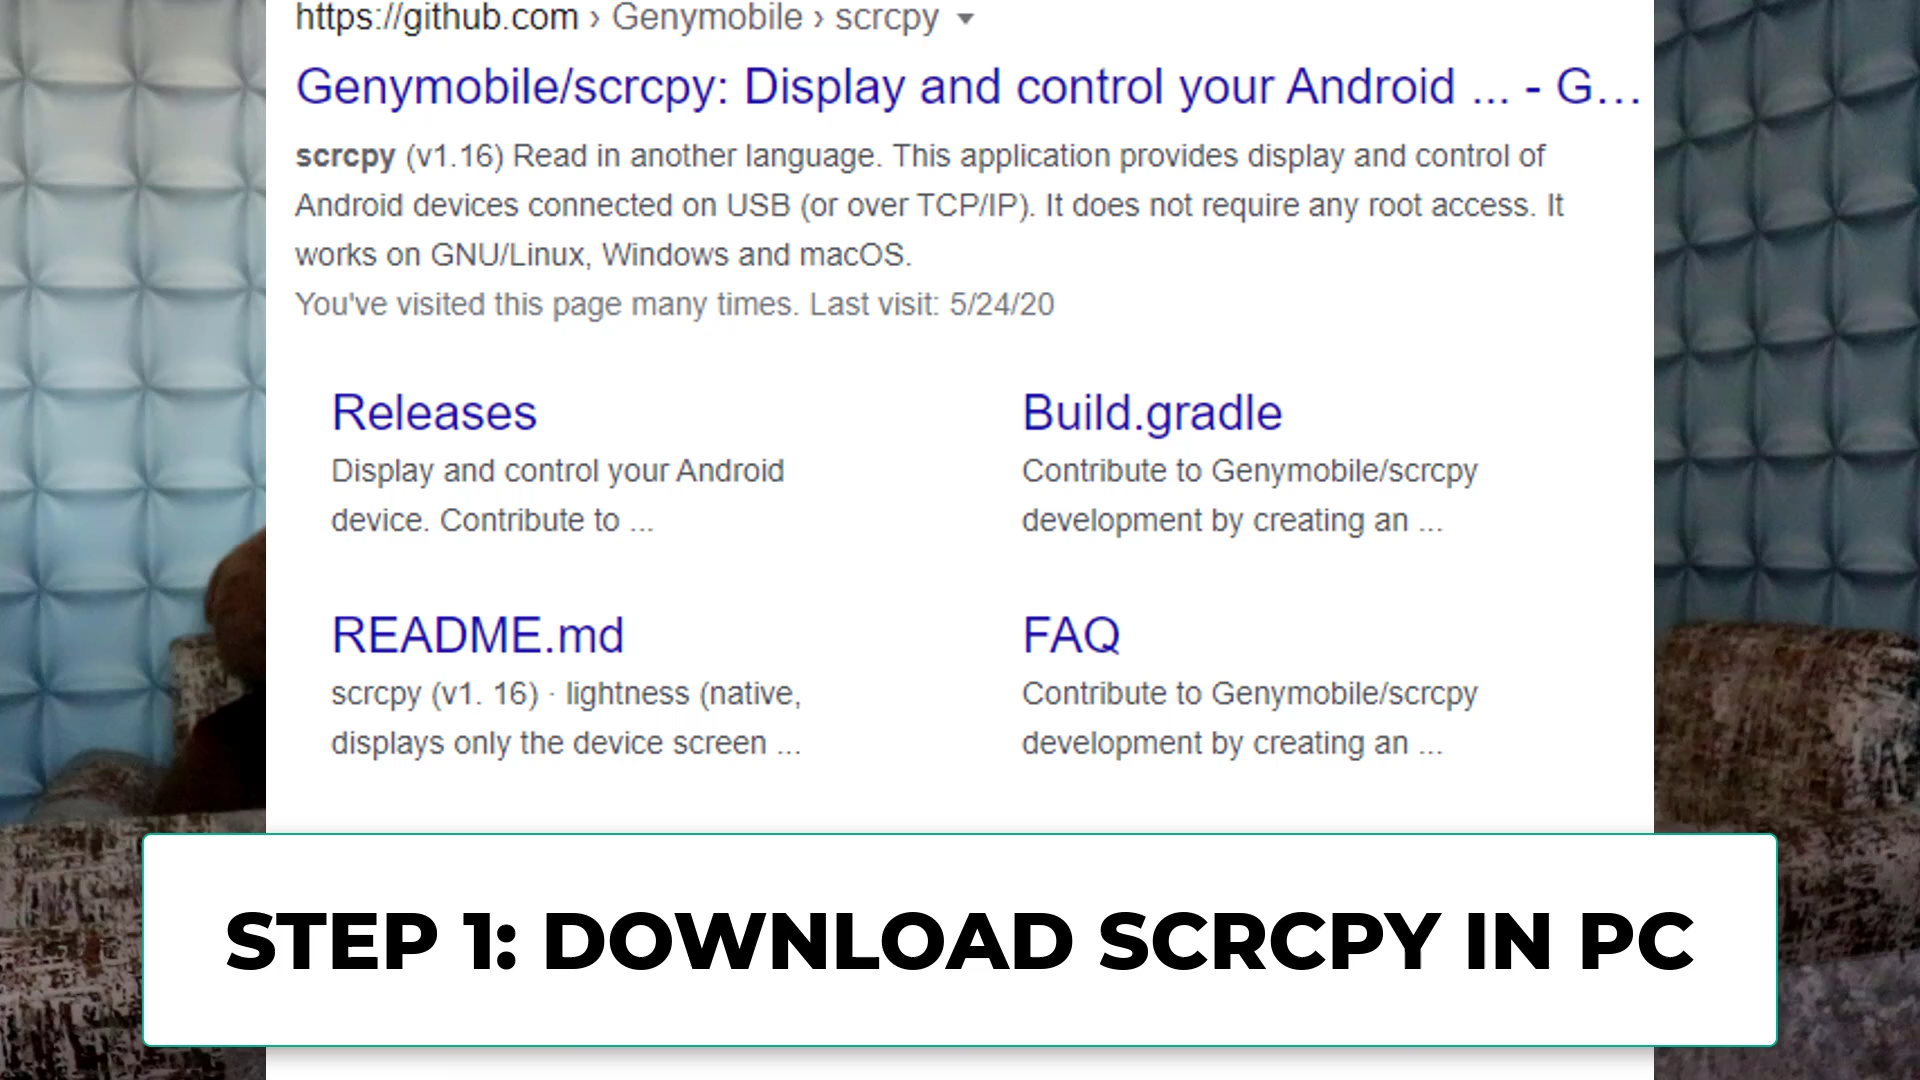 https://github.com › Genymobile › scrcpy
Genymobile/scrcpy: Display and control your Android ... - G...
scrcpy (v1.16) Read in another language. This application provides display and control of
Android devices connected on USB (or over TCP/IP). It does not require any root access. It
works on GNU/Linux, Windows and macOS.
You've visited this page many times. Last visit: 5/24/20
Releases
Display and control your Android
device. Contribute to ...
Build.gradle
Contribute to Genymobile/scrcpy
development by creating an ...
README.md
scrcpy (v1. 16) · lightness (native,
displays only the device screen ...
FAQ
Contribute to Genymobile/scrcpy
development by creating an ...
STEP 1: DOWNLOAD SCRCPY IN PC